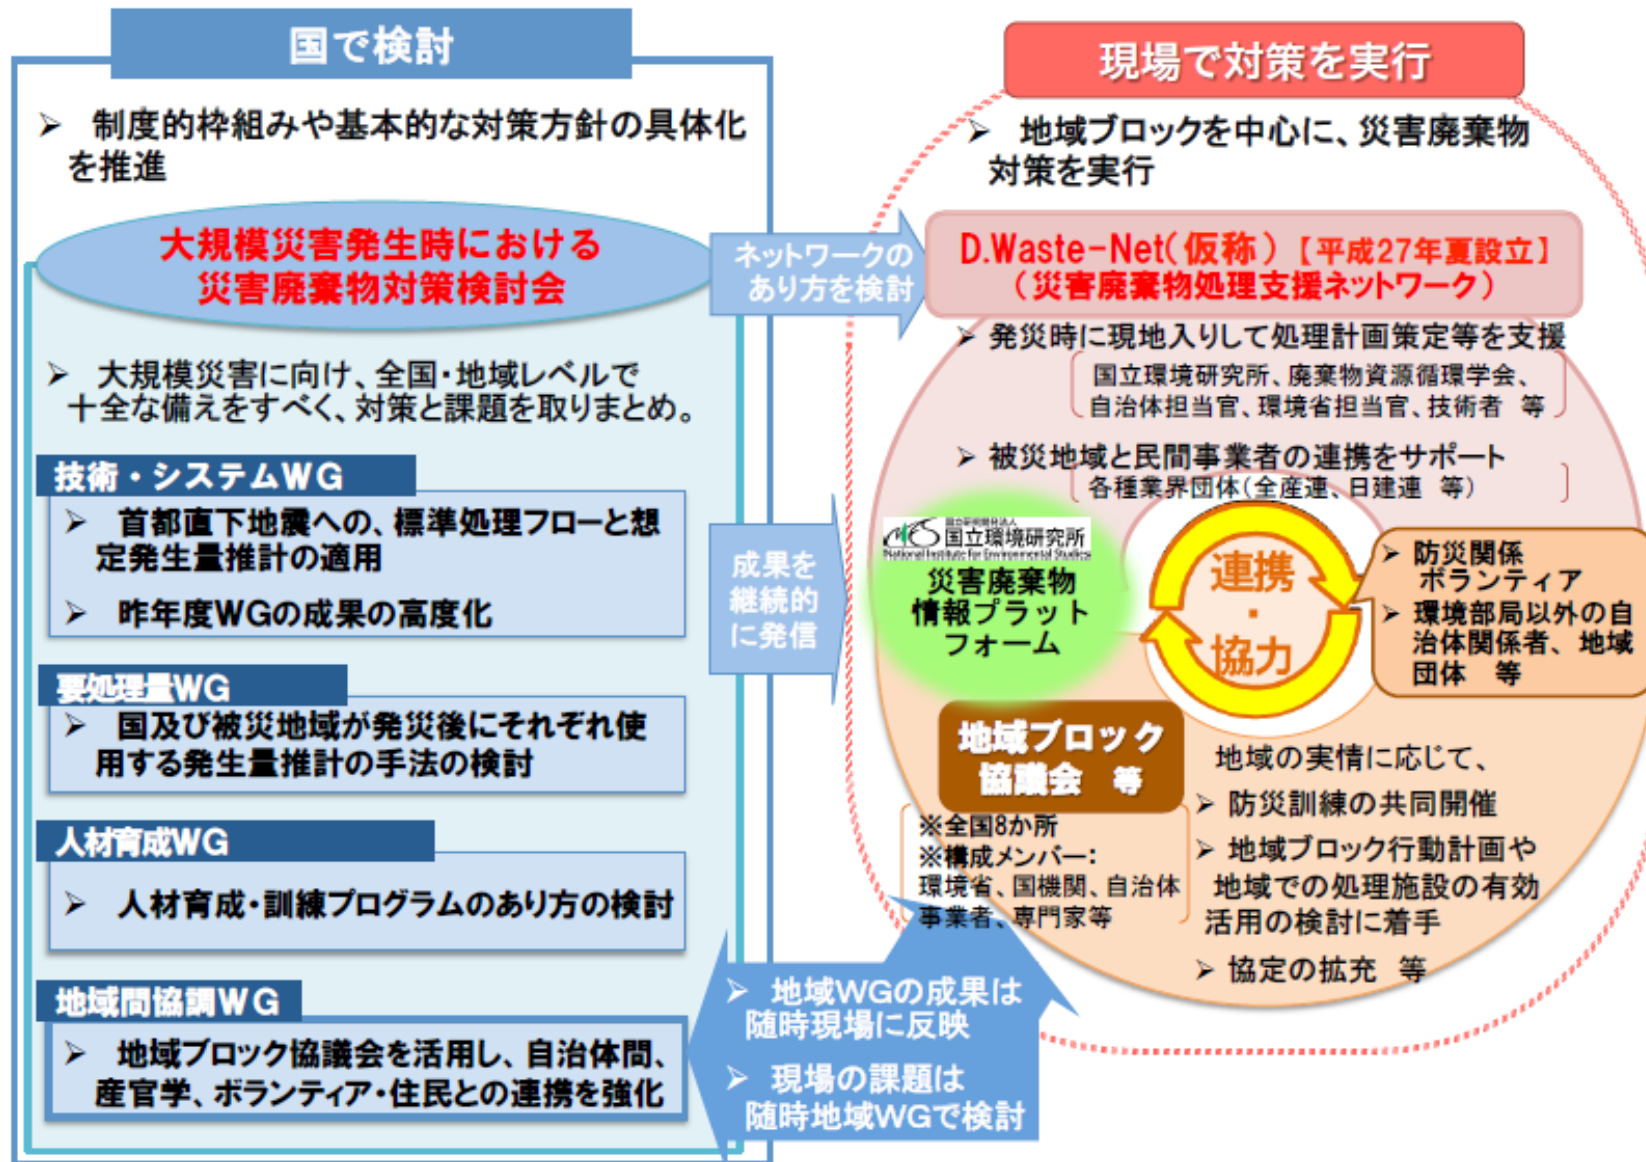 国で検討
➢ 制度的枠組みや基本的な対策方針の具体化
を推進
大規模災害発生時における
災害廃棄物対策検討会
➢ 大規模災害に向け、全国・地域レベルで
十全な備えをすべく、対策と課題を取りまとめ。
技術・システムWG
➢ 首都直下地震への、標準処理フローと想
定発生量推計の適用
➢ 昨年度WGの成果の高度化
要処理量WG
➢ 国及び被災地域が発災後にそれぞれ使
用する発生量推計の手法の検討
人材育成WG
➢ 人材育成・訓練プログラムのあり方の検討
地域間協調WG
➢ 地域ブロック協議会を活用し、自治体間、
産官学、ボランティア・住民との連携を強化
ネットワークの
あり方を検討
成果を
継続的
に発信
➢ 地域WGの成果は
随時現場に反映
➢ 現場の課題は
随時地域WGで検討
現場で対策を実行
➢ 地域ブロックを中心に、災害廃棄物
対策を実行
D.Waste-Net(仮称)【平成27年夏設立】
(災害廃棄物処理支援ネットワーク)
➢ 発災時に現地入りして処理計画策定等を支援
国立環境研究所、廃棄物資源循環学会、
自治体担当官、環境省担当官、技術者 等
➢ 被災地域と民間事業者の連携をサポート
各種業界団体(全産連、日建連 等)
国立研究開発法人
国立環境研究所
National Institute for Environmental Studies
災害廃棄物
情報プラット
フォーム
連携
・
協力
➢ 防災関係
ボランティア
➢ 環境部局以外の自
治体関係者、地域
団体 等
地域ブロック
協議会 等
※全国8か所
※構成メンバー:
環境省、国機関、自治体
事業者、専門家等
地域の実情に応じて、
➢ 防災訓練の共同開催
➢ 地域ブロック行動計画や
地域での処理施設の有効
活用の検討に着手
➢ 協定の拡充 等